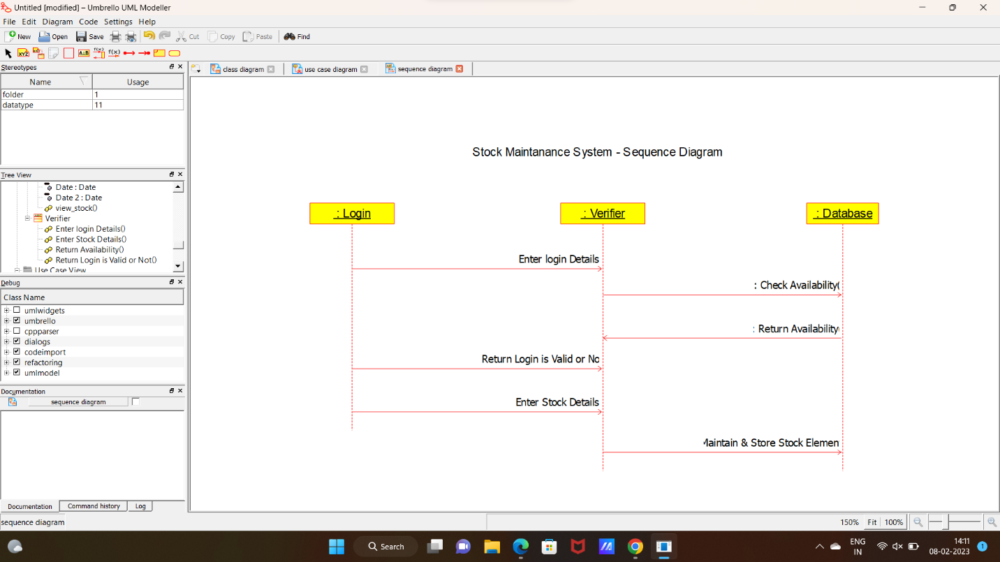 Untitled [modified] – Umbrello UML Modeller
File Edit Diagram Code Settings Help
New Open Save Cut Copy Paste Find
XYZ A↓B f(x) f(x)
Stereotypes
class diagram use case diagram sequence diagram
Name Usage
folder 1
datatype 11
Tree View
Date : Date
Date 2 : Date
view_stock()
Verifier
Enter login Details()
Enter Stock Details()
Return Availability()
Return Login is Valid or Not()
Use Case View
Debug
Class Name
umlwidgets
umbrello
cppparser
dialogs
codeimport
refactoring
umlmodel
Documentation
sequence diagram
Documentation Command history Log
Stock Maintanance System - Sequence Diagram
: Login : Verifier : Database
Enter login Details
: Check Availability(
: Return Availability
Return Login is Valid or No
Enter Stock Details
Maintain & Store Stock Elemen
sequence diagram 150% Fit 100%
Search
ENG
IN
14:11
08-02-2023
1